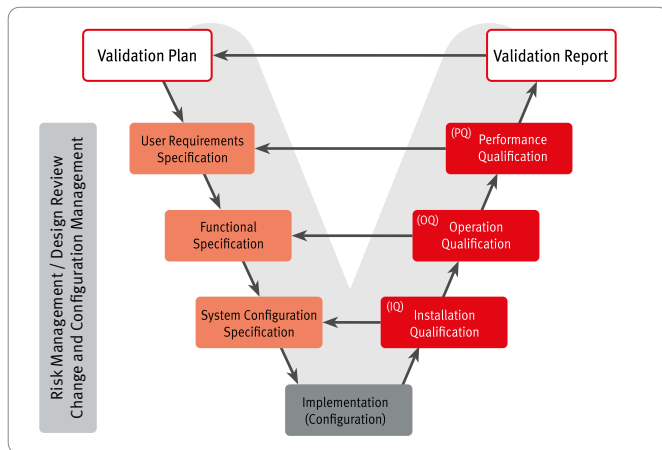 Validation Plan
Validation Report
Risk Management / Design Review
Change and Configuration Management
User Requirements
Specification
(PQ)
Performance
Qualification
Functional
Specification
(OQ)
Operation
Qualification
System Configuration
Specification
(IQ)
Installation
Qualification
Implementation
(Configuration)